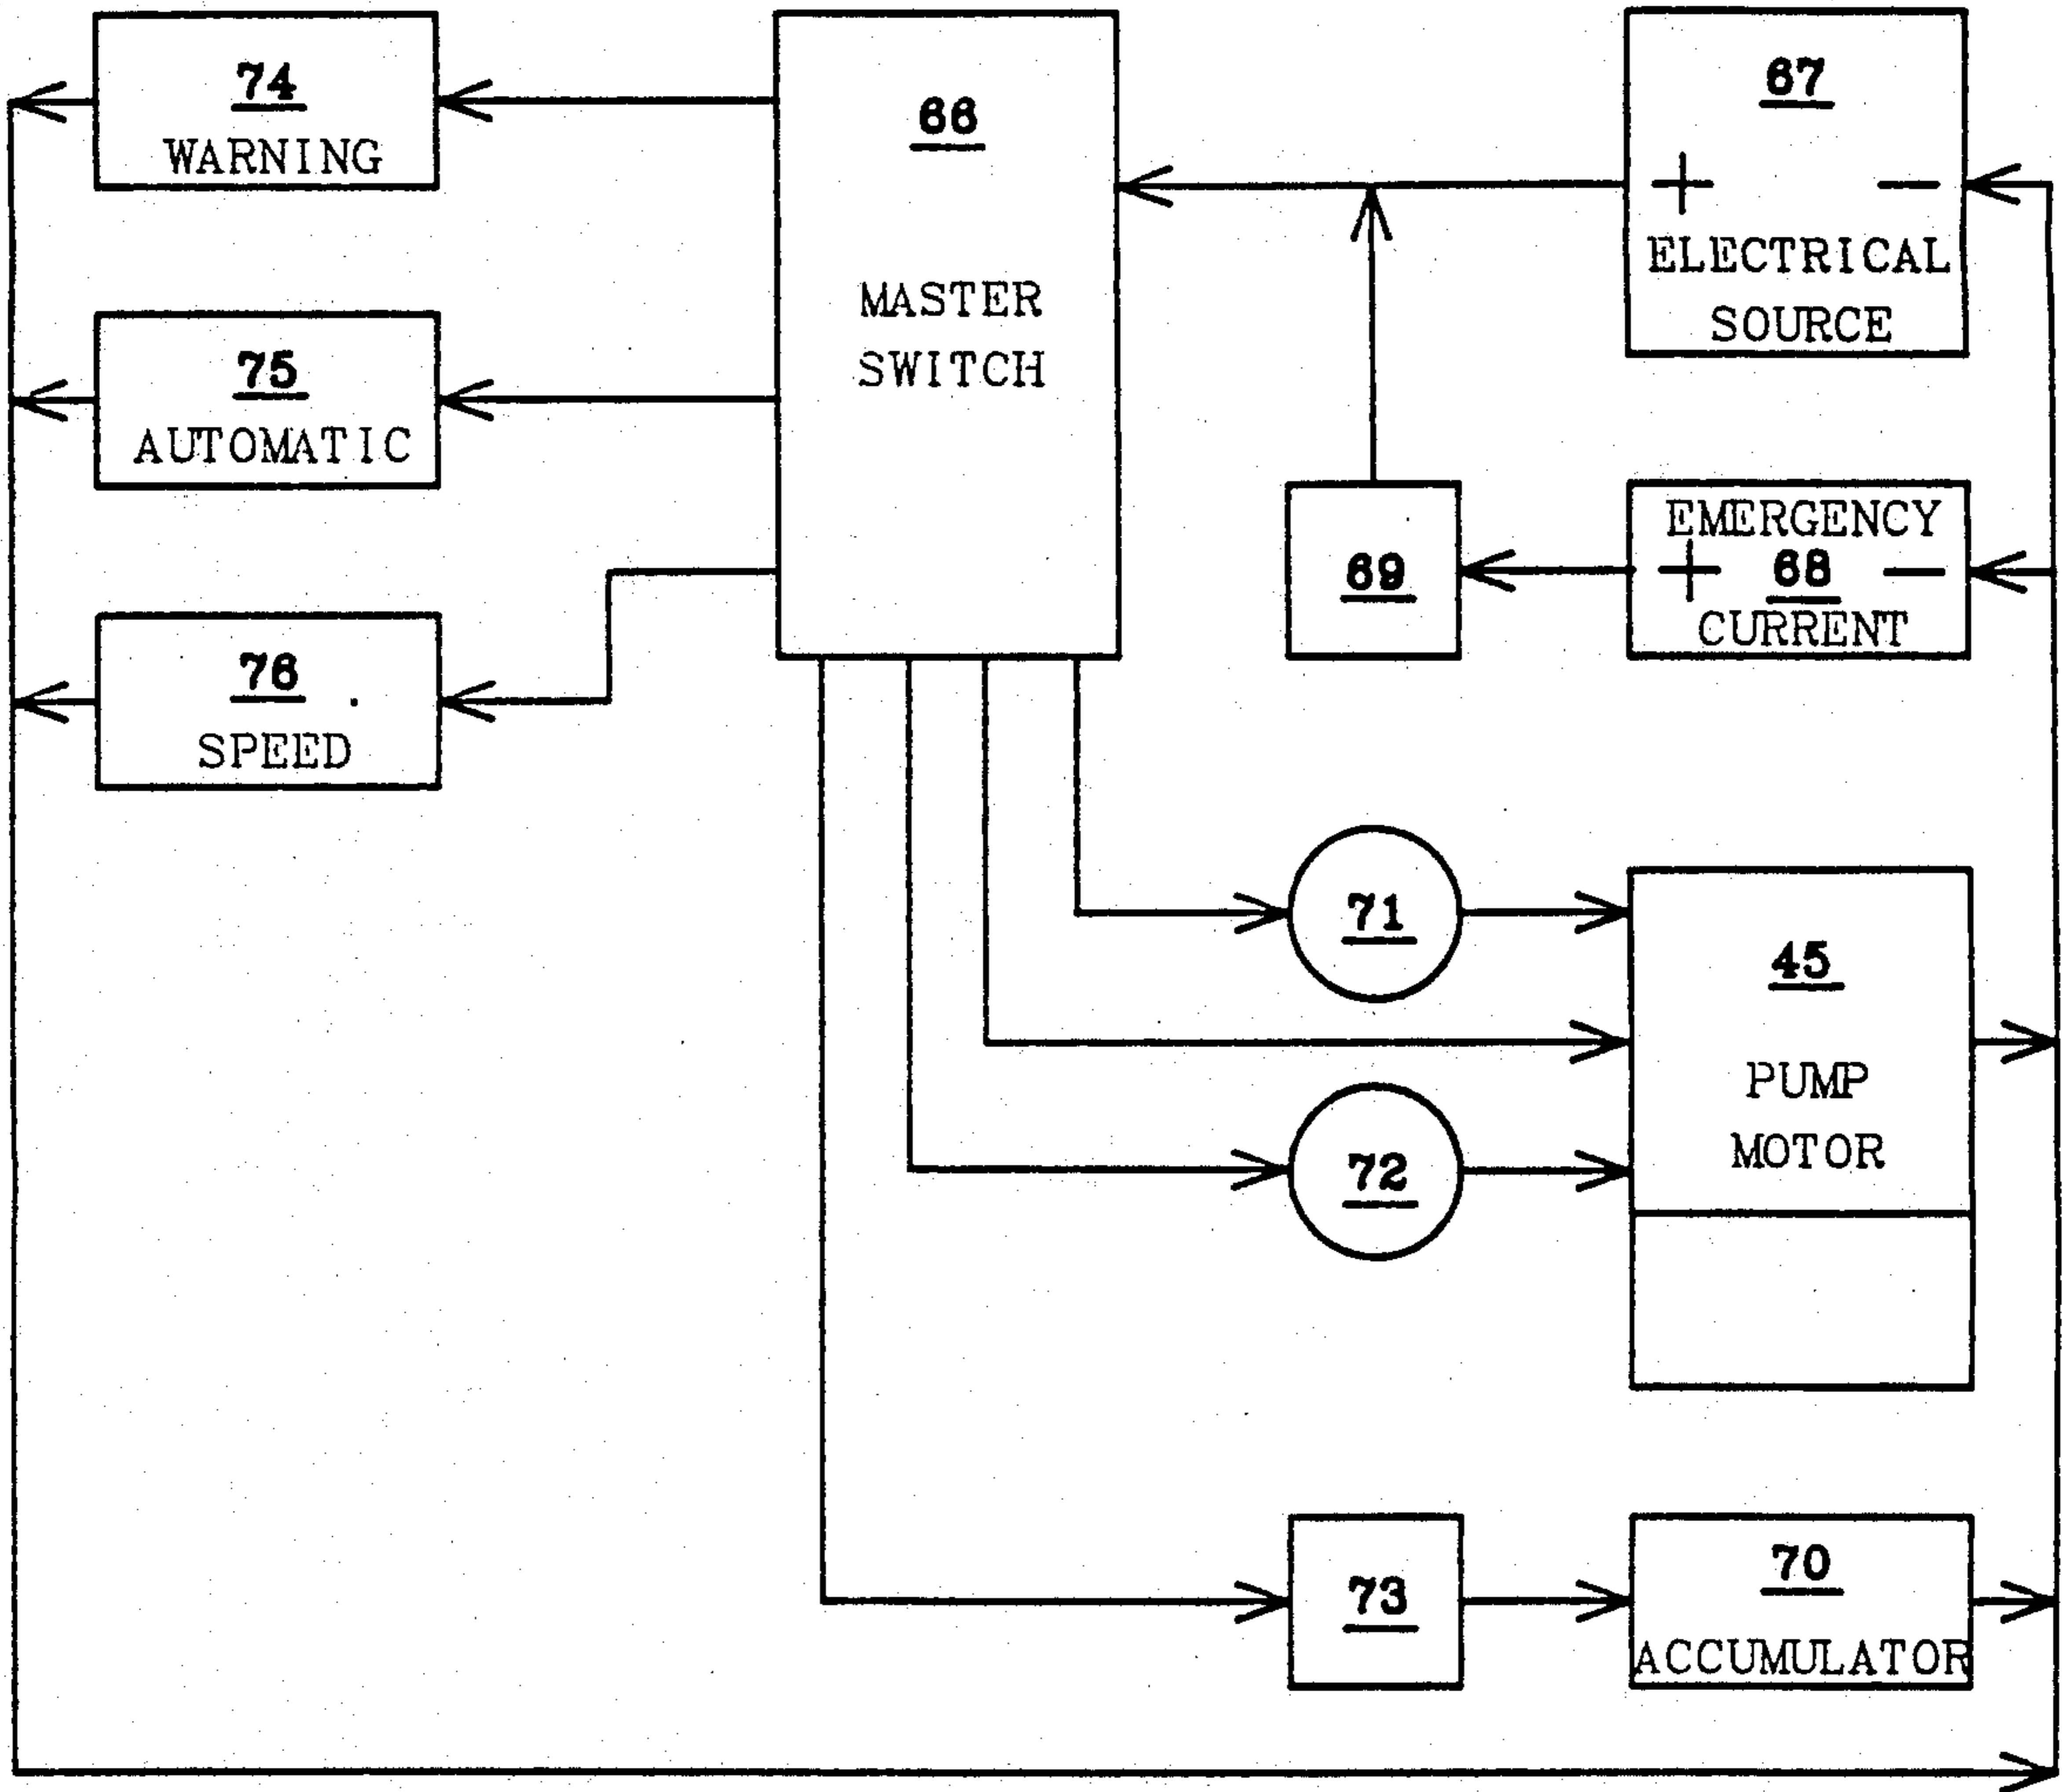 74
WARNING
66
MASTER
SWITCH
67
+ −
ELECTRICAL
SOURCE
75
AUTOMATIC
69
EMERGENCY
+ 68 −
CURRENT
76
SPEED
71
45
PUMP
MOTOR
72
73
70
ACCUMULATOR